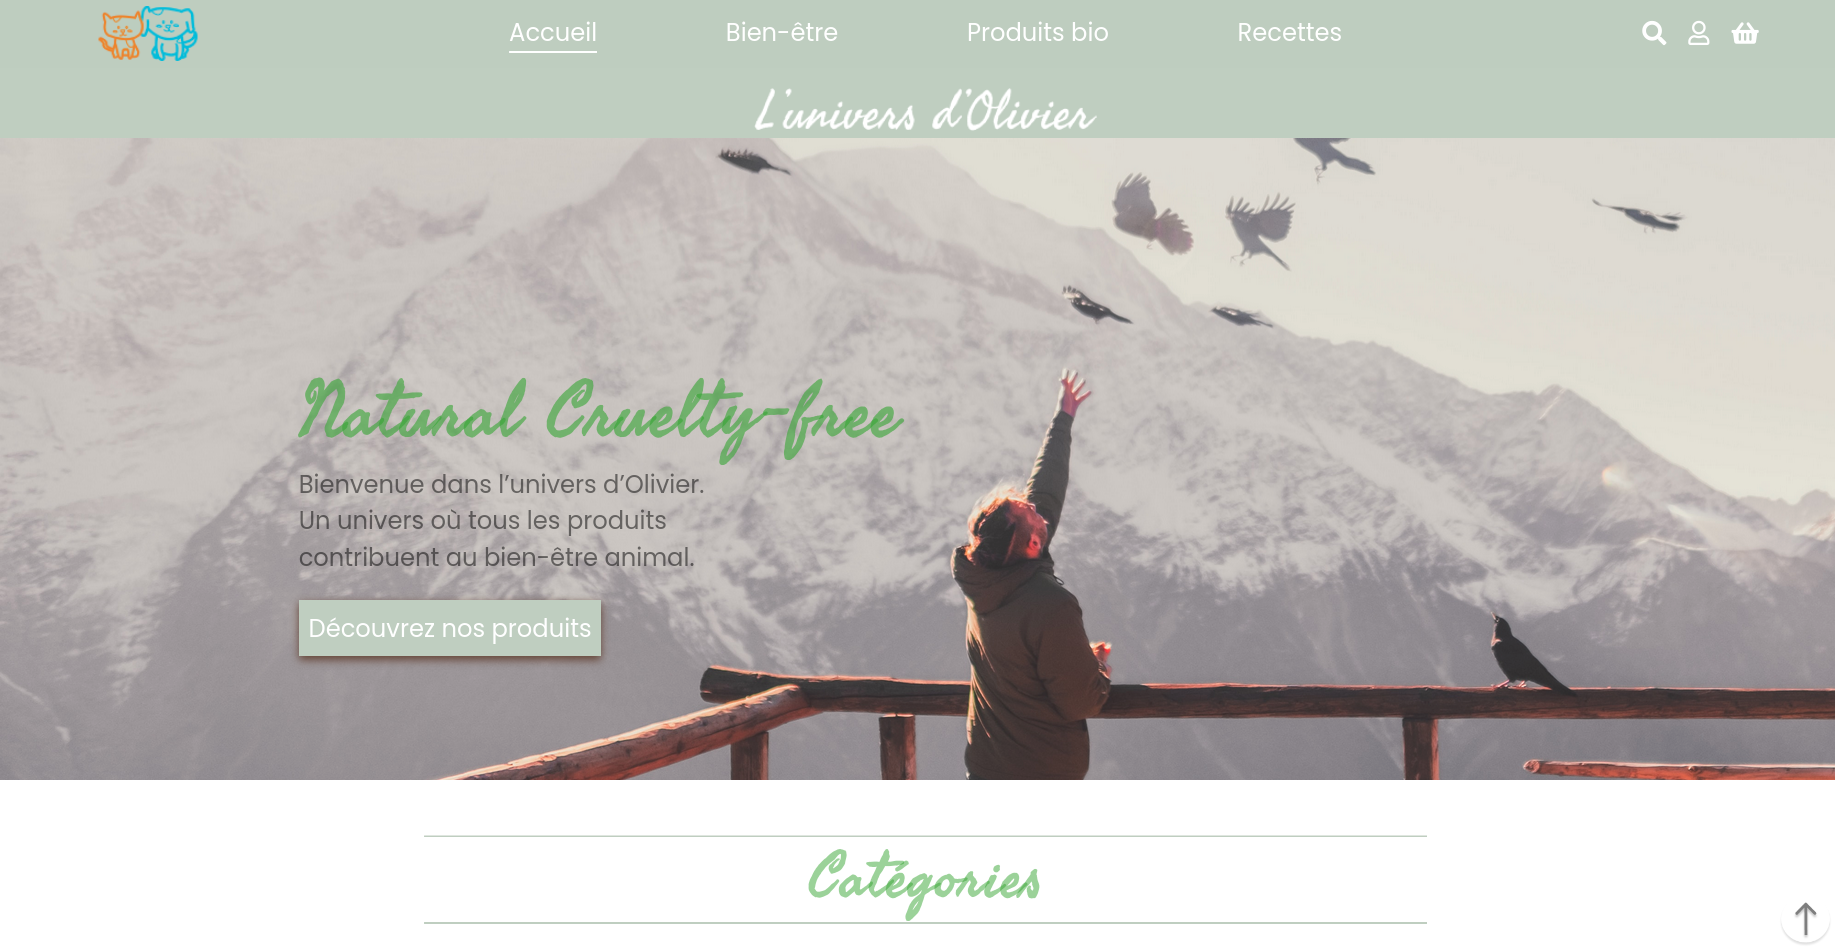 Accueil
Bien-être
Produits bio
Recettes
L'univers d'Olivier
Natural Cruelty-free
Bienvenue dans l’univers d’Olivier.
Un univers où tous les produits
contribuent au bien-être animal.
Découvrez nos produits
Catégories